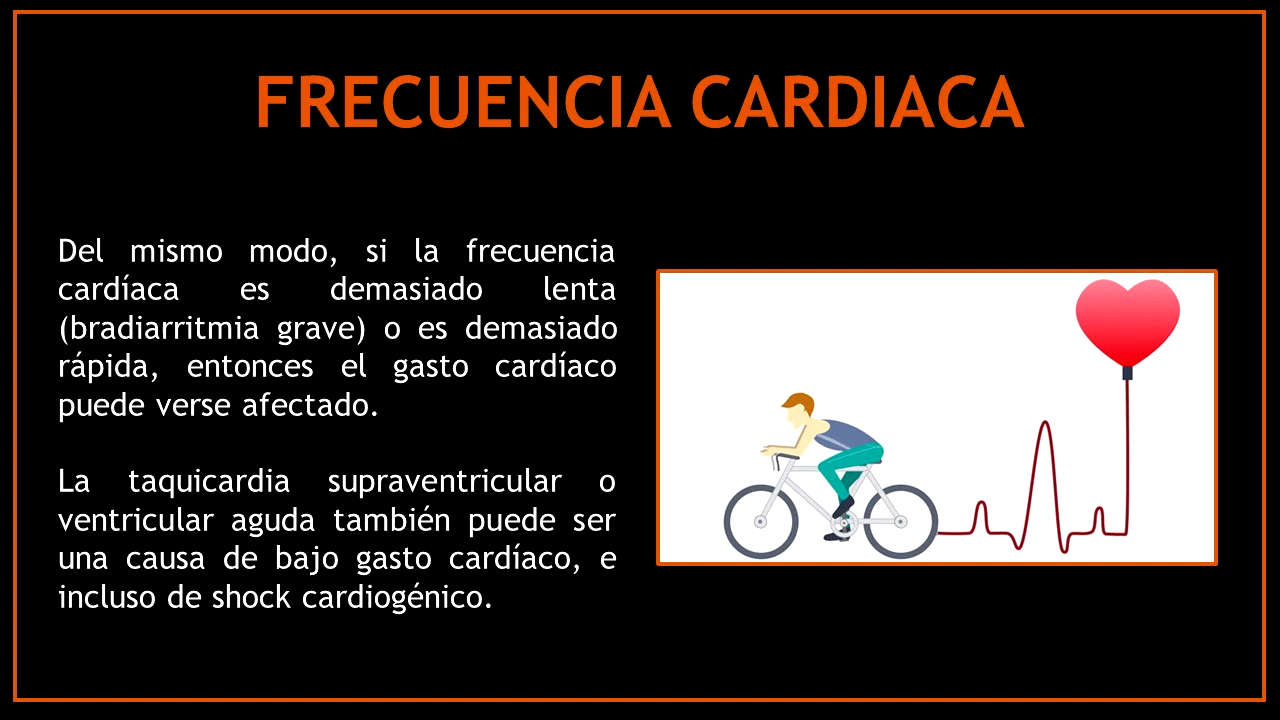 FRECUENCIA CARDIACA
Del mismo modo, si la frecuencia
cardíaca es demasiado lenta
(bradiarritmia grave) o es demasiado
rápida, entonces el gasto cardíaco
puede verse afectado.
La taquicardia supraventricular o
ventricular aguda también puede ser
una causa de bajo gasto cardíaco, e
incluso de shock cardiogénico.